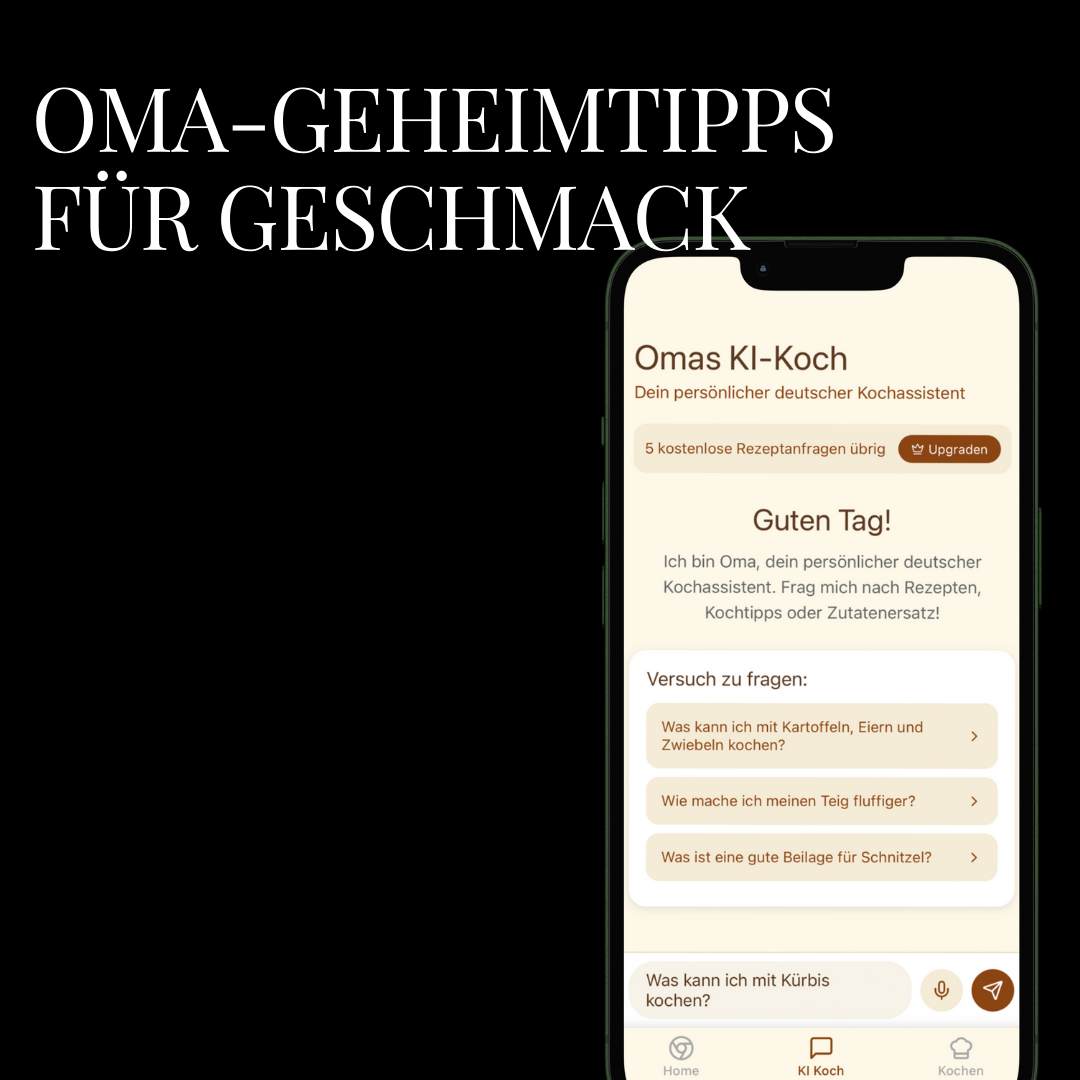 OMA-GEHEIMTIPPS
FÜR GESCHMACK
Omas KI-Koch
Dein persönlicher deutscher Kochassistent
5 kostenlose Rezeptanfragen übrig
Upgraden
Guten Tag!
Ich bin Oma, dein persönlicher deutscher
Kochassistent. Frag mich nach Rezepten,
Kochtipps oder Zutatenersatz!
Versuch zu fragen:
Was kann ich mit Kartoffeln, Eiern und
Zwiebeln kochen?
Wie mache ich meinen Teig fluffiger?
Was ist eine gute Beilage für Schnitzel?
Was kann ich mit Kürbis
kochen?
Home
KI Koch
Kochen